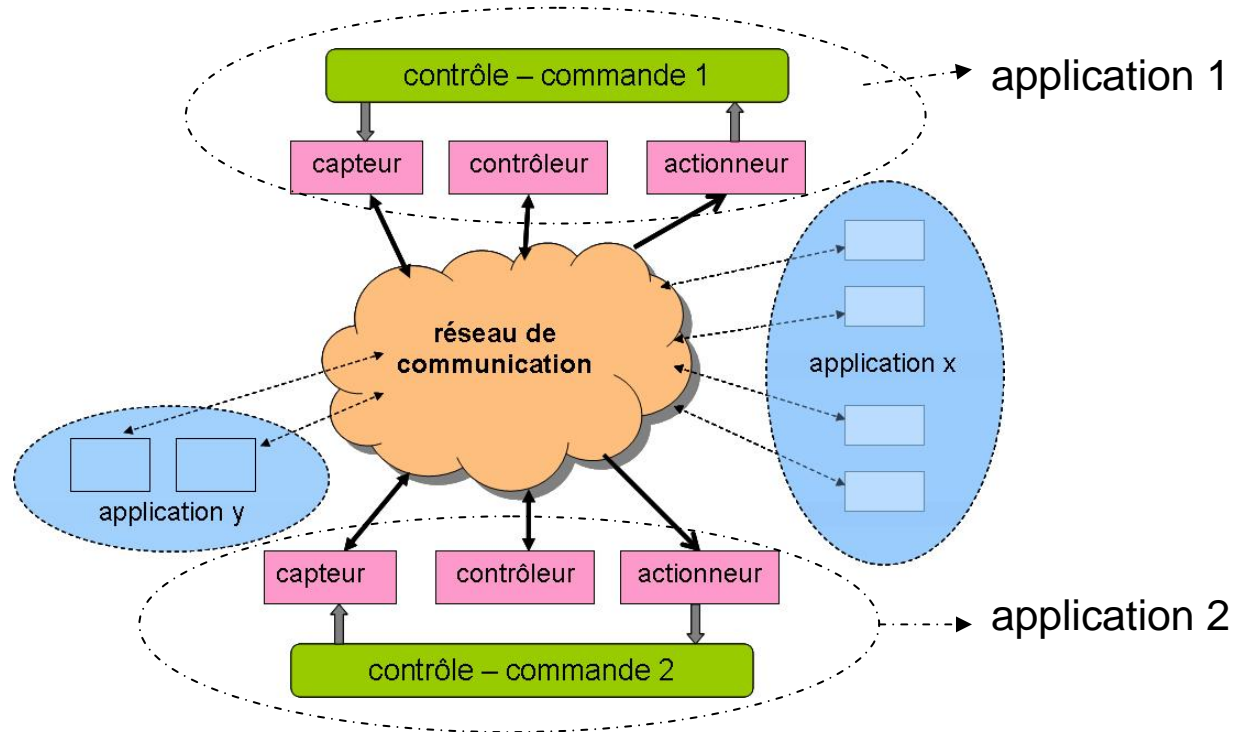 contrôle – commande 1
application 1
capteur
contrôleur
actionneur
réseau de
communication
application x
application y
capteur
contrôleur
actionneur
application 2
contrôle – commande 2